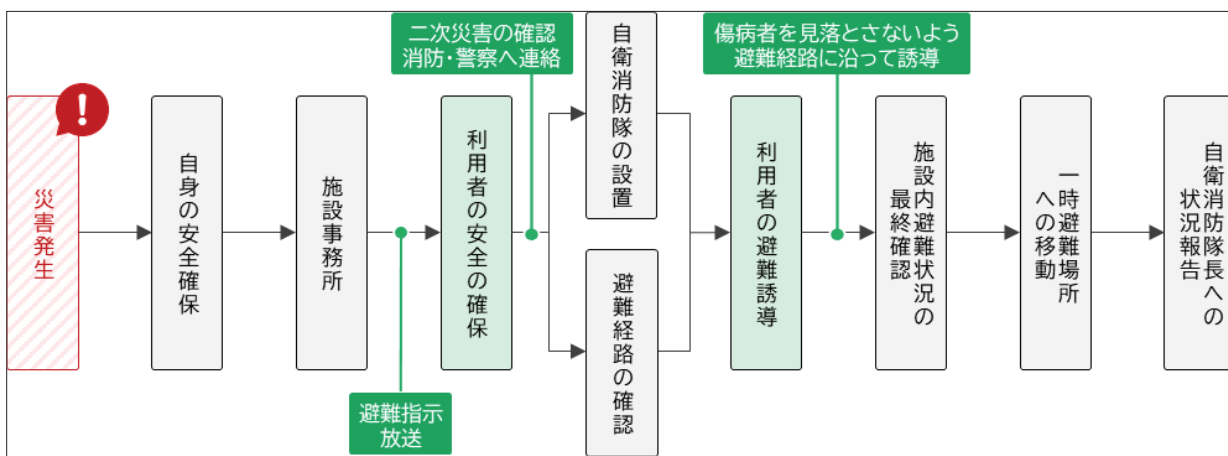 災害発生
自身の安全確保
施設事務所
避難指示
放送
利用者の安全の確保
二次災害の確認
消防・警察へ連絡
自衛消防隊の設置
避難経路の確認
利用者の避難誘導
傷病者を見落とさないよう
避難経路に沿って誘導
施設内避難状況の
最終確認
一時避難場所
への移動
自衛消防隊長への
状況報告